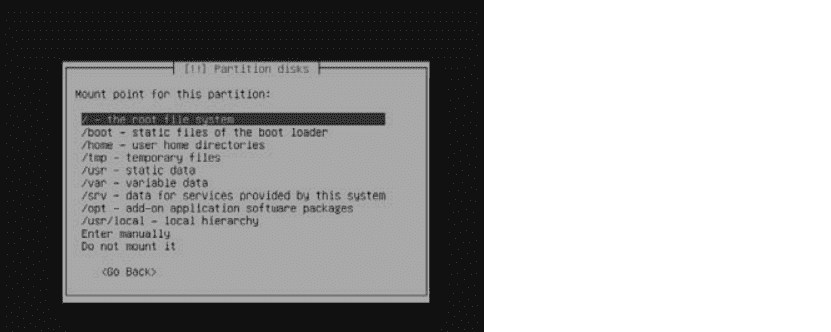 [!!] Partition disks
Mount point for this partition:
/ - the root file system
/boot - static files of the boot loader
/home - user home directories
/tmp - temporary files
/usr - static data
/var - variable data
/srv - data for services provided by this system
/opt - add-on application software packages
/usr/local - local hierarchy
Enter manually
Do not mount it
<Go Back>